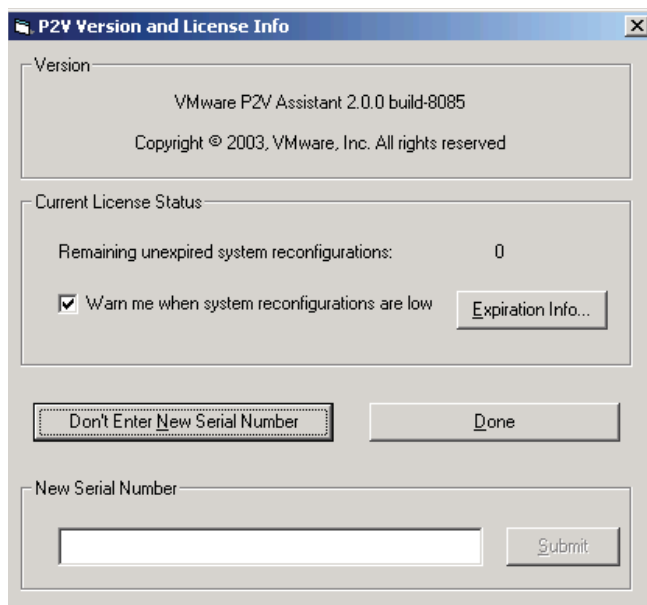 P2V Version and License Info
Version
VMware P2V Assistant 2.0.0 build-8085
Copyright © 2003, VMware, Inc. All rights reserved
Current License Status
Remaining unexpired system reconfigurations: 0
Warn me when system reconfigurations are low
Expiration Info...
Don't Enter New Serial Number
Done
New Serial Number
Submit